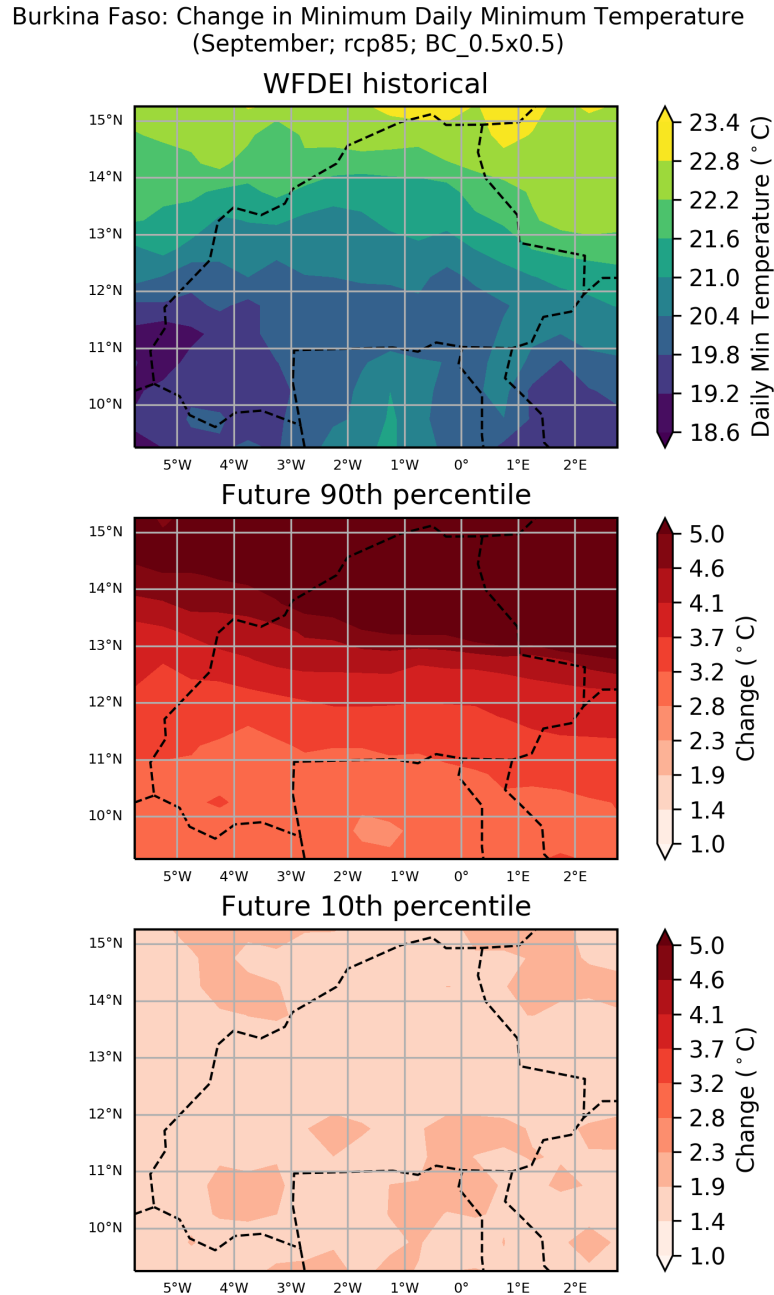 Burkina Faso: Change in Minimum Daily Minimum Temperature
(September; rcp85; BC_0.5x0.5)
WFDEI historical
15°N
14°N
13°N
12°N
11°N
10°N
5°W 4°W 3°W 2°W 1°W 0° 1°E 2°E
23.4
22.8
22.2
21.6
21.0
20.4
19.8
19.2
18.6
Daily Min Temperature (°C)
Future 90th percentile
15°N
14°N
13°N
12°N
11°N
10°N
5°W 4°W 3°W 2°W 1°W 0° 1°E 2°E
5.0
4.6
4.1
3.7
3.2
2.8
2.3
1.9
1.4
1.0
Change (°C)
Future 10th percentile
15°N
14°N
13°N
12°N
11°N
10°N
5°W 4°W 3°W 2°W 1°W 0° 1°E 2°E
5.0
4.6
4.1
3.7
3.2
2.8
2.3
1.9
1.4
1.0
Change (°C)